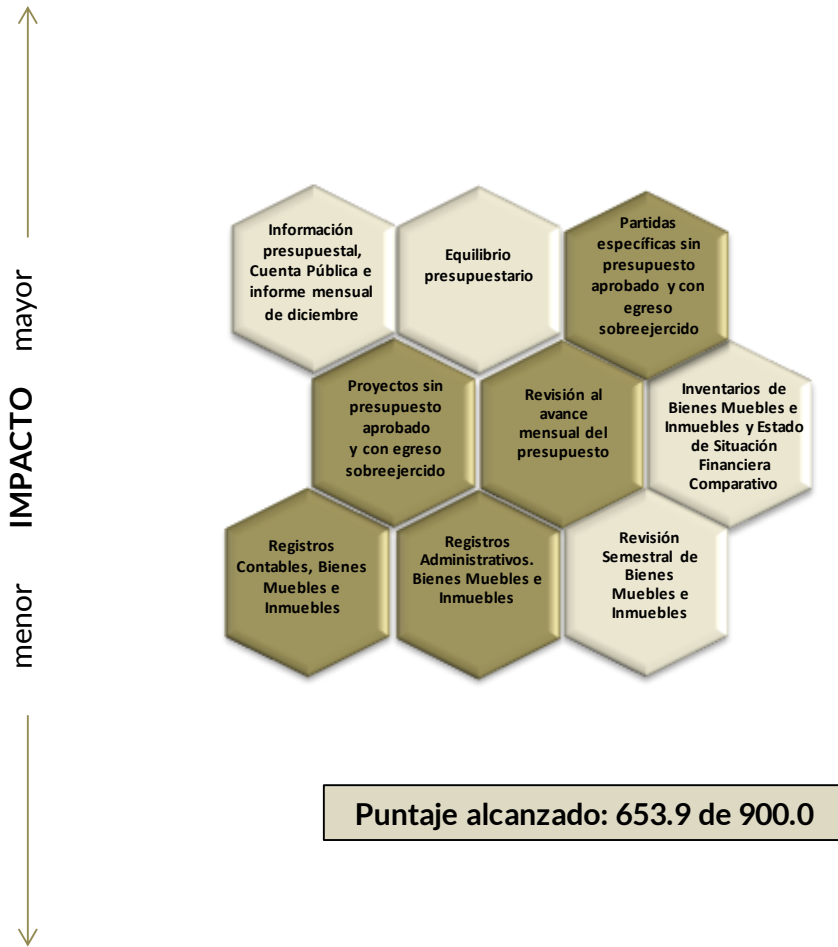 mayor
IMPACTO
menor
Información
presupuestal,
Cuenta Pública e
informe mensual
de diciembre
Equilibrio
presupuestario
Partidas
específicas sin
presupuesto
aprobado y con
egreso
sobreejercido
Proyectos sin
presupuesto
aprobado
y con egreso
sobreejercido
Revisión al
avance
mensual del
presupuesto
Inventarios de
Bienes Muebles e
Inmuebles y Estado
de Situación
Financiera
Comparativo
Registros
Contables, Bienes
Muebles e
Inmuebles
Registros
Administrativos.
Bienes Muebles e
Inmuebles
Revisión
Semestral de
Bienes
Muebles e
Inmuebles
Puntaje alcanzado: 653.9 de 900.0